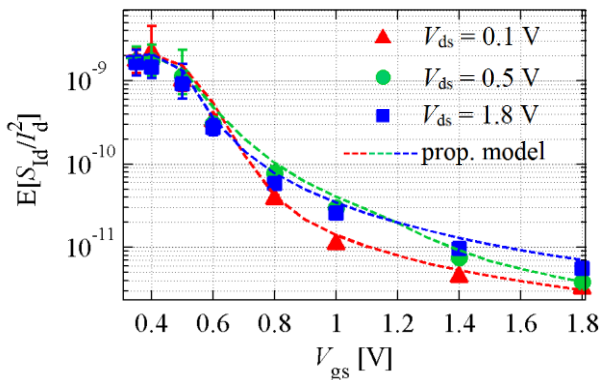 E[S_Id/I_d^2]
10^-9
10^-10
10^-11
V_ds = 0.1 V
V_ds = 0.5 V
V_ds = 1.8 V
prop. model
0.4 0.6 0.8 1 1.2 1.4 1.6 1.8
V_gs [V]